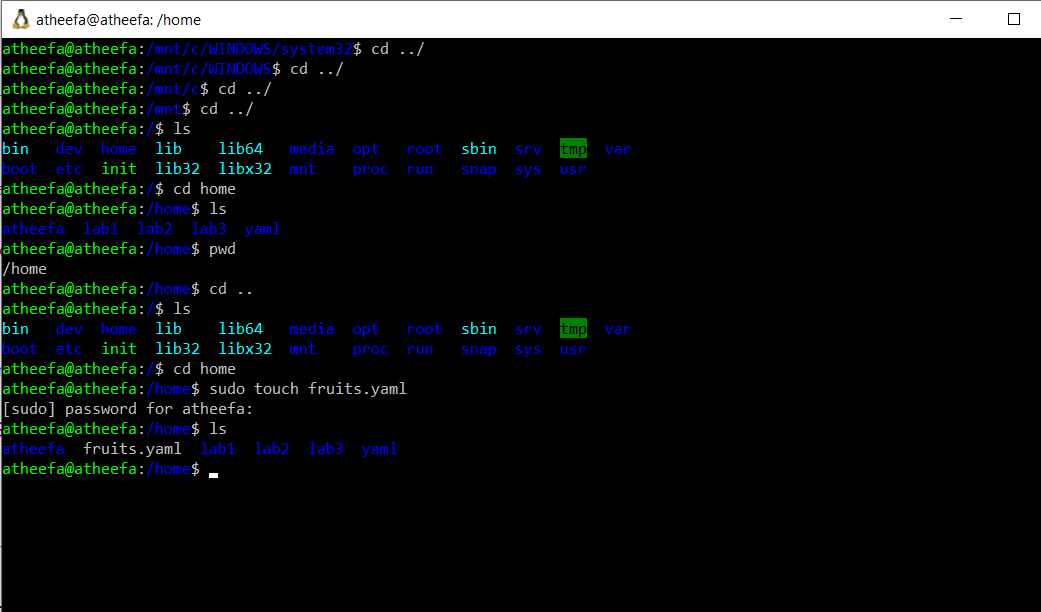 atheefa@atheefa: /home
atheefa@atheefa:/mnt/c/WINDOWS/system32$ cd ../
atheefa@atheefa:/mnt/c/WINDOWS$ cd ../
atheefa@atheefa:/mnt/c$ cd ../
atheefa@atheefa:/mnt$ cd ../
atheefa@atheefa:/$ ls
bin   dev  home  lib    lib64   media  opt   root  sbin  srv  tmp  var
boot  etc  init  lib32  libx32  mnt    proc  run   snap  sys  usr
atheefa@atheefa:/$ cd home
atheefa@atheefa:/home$ ls
atheefa  lab1  lab2  lab3  yaml
atheefa@atheefa:/home$ pwd
/home
atheefa@atheefa:/home$ cd ..
atheefa@atheefa:/$ ls
bin   dev  home  lib    lib64   media  opt   root  sbin  srv  tmp  var
boot  etc  init  lib32  libx32  mnt    proc  run   snap  sys  usr
atheefa@atheefa:/$ cd home
atheefa@atheefa:/home$ sudo touch fruits.yaml
[sudo] password for atheefa:
atheefa@atheefa:/home$ ls
atheefa  fruits.yaml  lab1  lab2  lab3  yaml
atheefa@atheefa:/home$